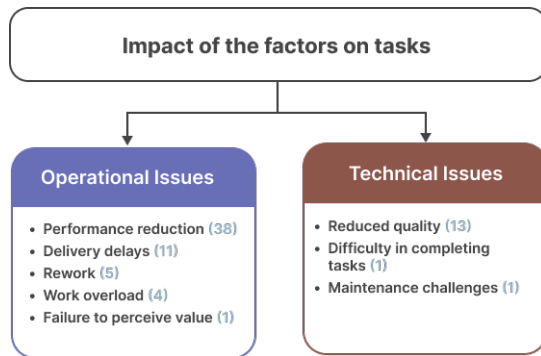 Impact of the factors on tasks
Operational Issues
• Performance reduction (38)
• Delivery delays (11)
• Rework (5)
• Work overload (4)
• Failure to perceive value (1)
Technical Issues
• Reduced quality (13)
• Difficulty in completing
tasks (1)
• Maintenance challenges (1)